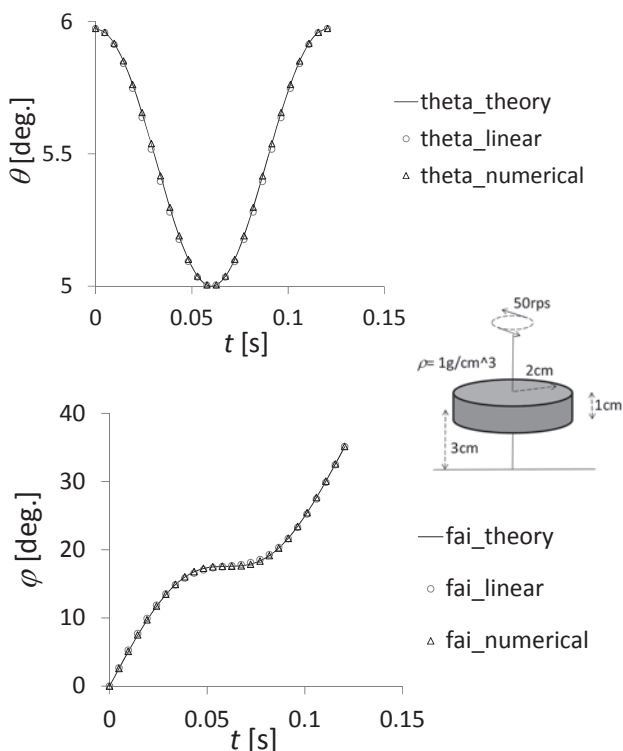 6
5.5
5
θ [deg.]
0
0.05
0.1
0.15
t [s]
theta_theory
theta_linear
theta_numerical
50rps
ρ= 1g/cm^3
2cm
1cm
3cm
40
30
20
10
0
φ [deg.]
0
0.05
0.1
0.15
t [s]
fai_theory
fai_linear
fai_numerical